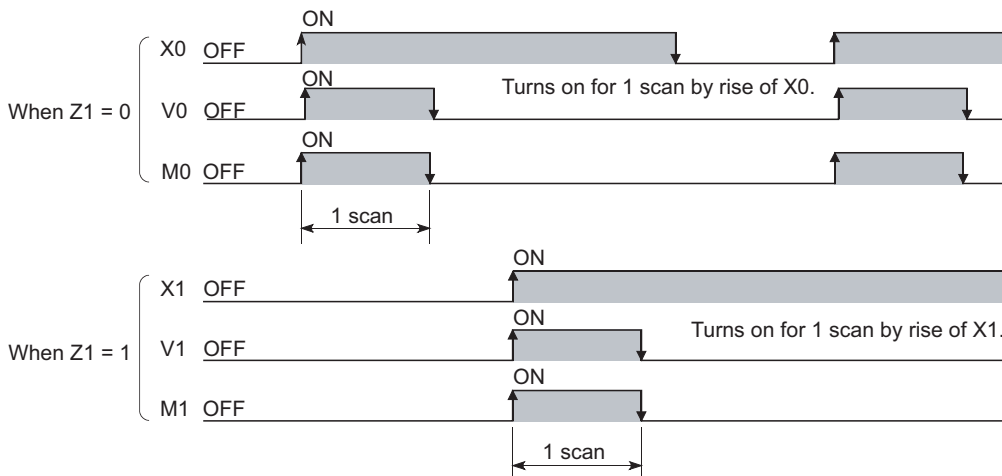 ON
X0 OFF
ON
Turns on for 1 scan by rise of X0.
When Z1 = 0
V0 OFF
M0 OFF
1 scan
ON
X1 OFF
ON
Turns on for 1 scan by rise of X1.
When Z1 = 1
V1 OFF
ON
M1 OFF
1 scan